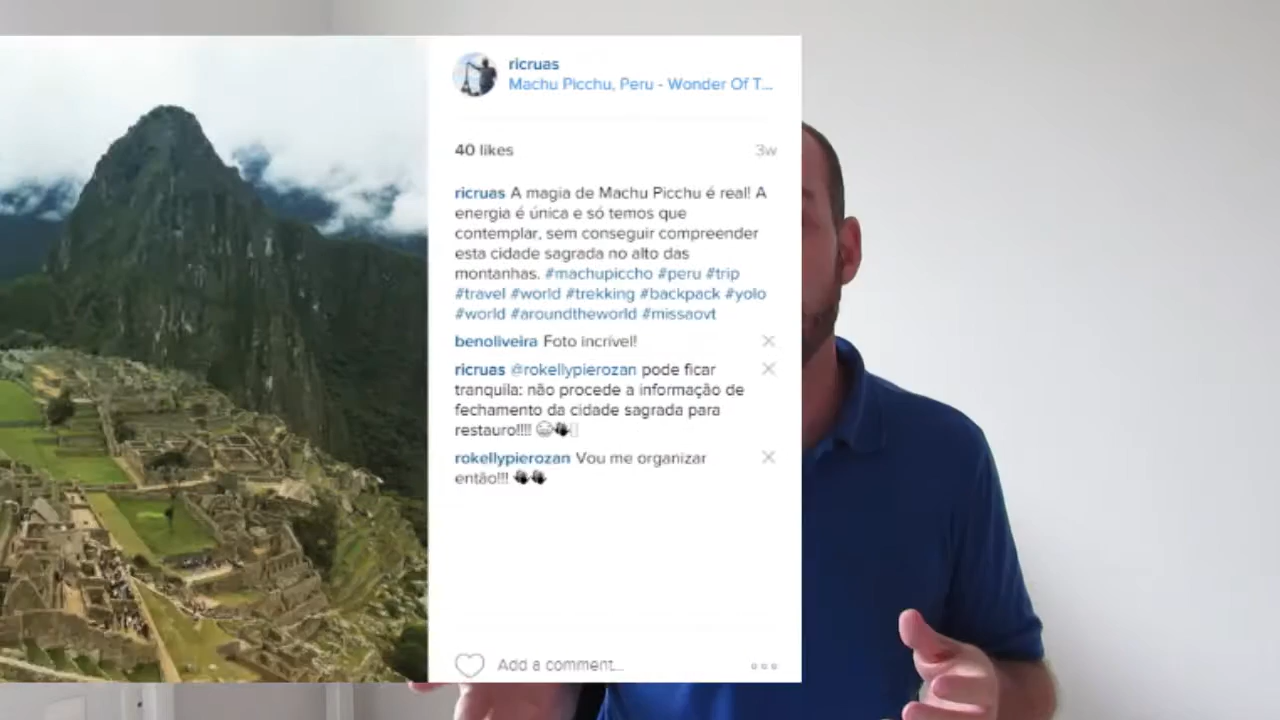 ricruas
Machu Picchu, Peru - Wonder Of T...
40 likes
3w
ricruas A magia de Machu Picchu é real! A
energia é única e só temos que
contemplar, sem conseguir compreender
esta cidade sagrada no alto das
montanhas. #machupiccho #peru #trip
#travel #world #trekking #backpack #yolo
#world #aroundtheworld #missaovt
benoliveira Foto incrível!
ricruas @rokellypierozan pode ficar
tranquila: não procede a informação de
fechamento da cidade sagrada para
restauro!!!!
rokellypierozan Vou me organizar
então!!!
Add a comment...